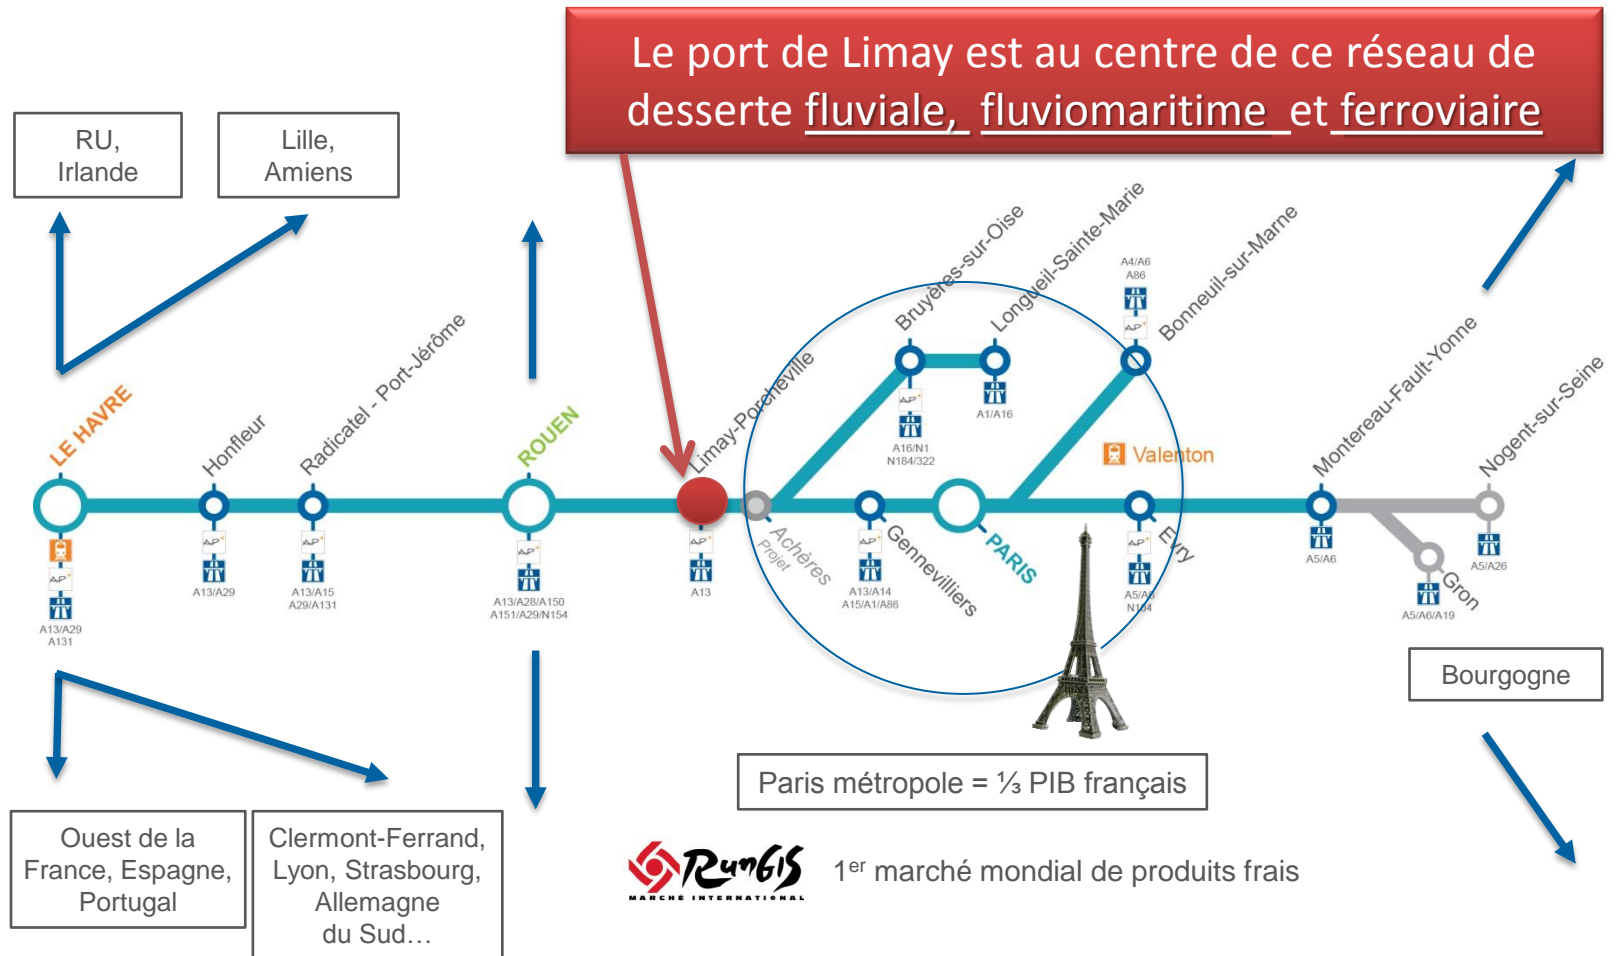 Le port de Limay est au centre de ce réseau de
desserte fluviale, fluviomaritime et ferroviaire
RU,
Irlande
Lille,
Amiens
LE HAVRE
A13/A29
A131
Honfleur
A13/A29
Radicatel - Port-Jérôme
A13/A15
A29/A131
ROUEN
A13/A28/A150
A151/A29/N154
Limay-Porcheville
A13
Achères
Projet
Bruyères-sur-Oise
A16/N1
N184/322
Longueil-Sainte-Marie
A1/A16
Gennevilliers
A13/A14
A15/A1/A86
PARIS
A4/A6
A86
Bonneuil-sur-Marne
Valenton
Evry
A5/A6
N104
Montereau-Fault-Yonne
A5/A6
Nogent-sur-Seine
A5/A26
Gron
A5/A6/A19
Bourgogne
Paris métropole = ⅓ PIB français
Ouest de la
France, Espagne,
Portugal
Clermont-Ferrand,
Lyon, Strasbourg,
Allemagne
du Sud…
RunGIS
MARCHÉ INTERNATIONAL
1er marché mondial de produits frais